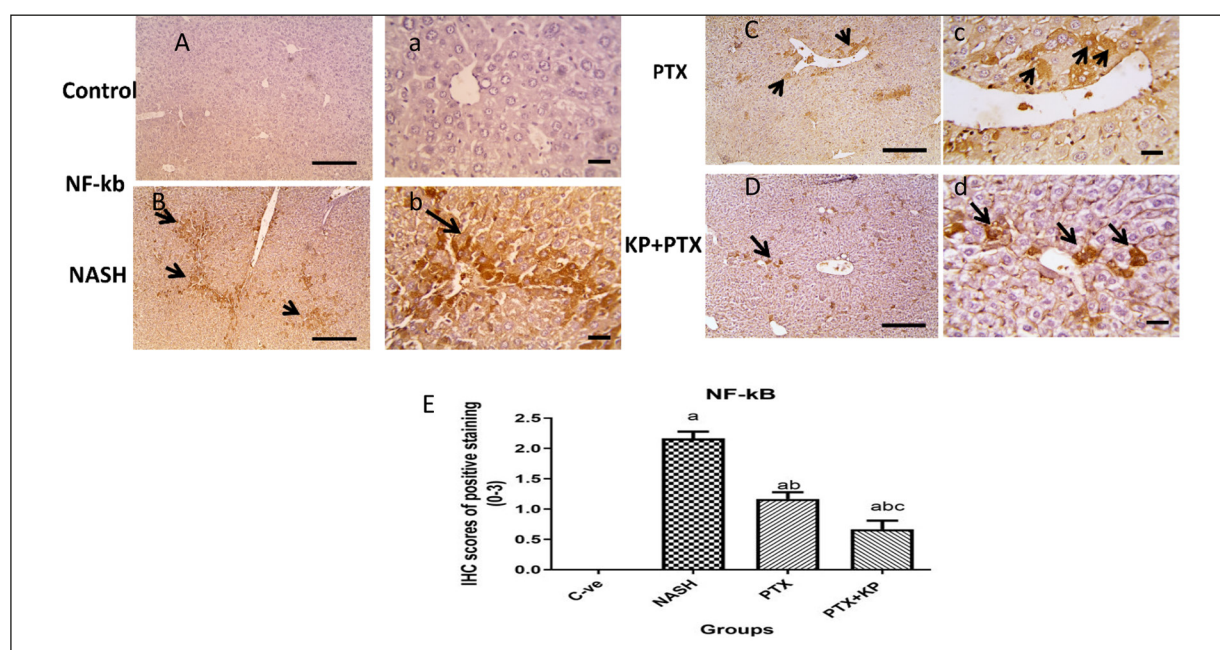 A
a
Control
NF-kb
B
b
NASH
C
c
PTX
D
d
KP+PTX
E
NF-kB
IHC scores of positive staining
(0-3)
2.5
2.0
1.5
1.0
0.5
0.0
a
ab
abc
C-ve
NASH
PTX
PTX+KP
Groups